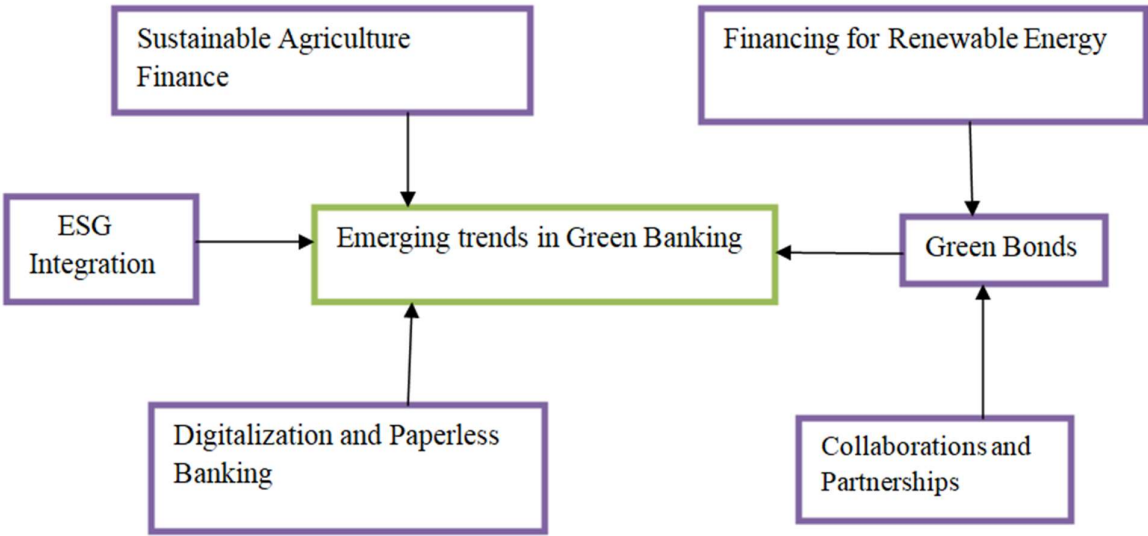 Sustainable Agriculture
Finance
Financing for Renewable Energy
ESG
Integration
Emerging trends in Green Banking
Green Bonds
Digitalization and Paperless
Banking
Collaborations and
Partnerships